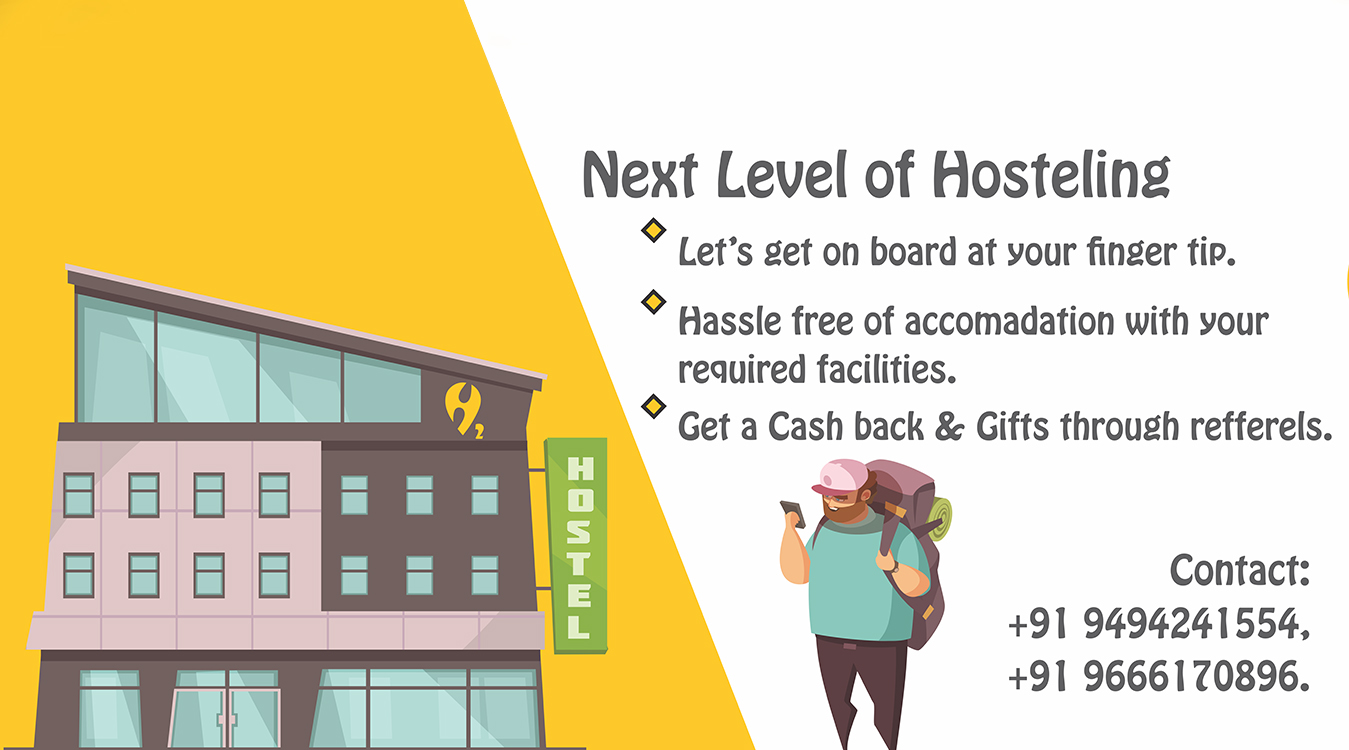 Next Level of Hosteling
Let's get on board at your finger tip.
Hassle free of accomadation with your
required facilities.
Get a Cash back & Gifts through refferels.
HOSTEL
Contact:
+91 9494241554,
+91 9666170896.